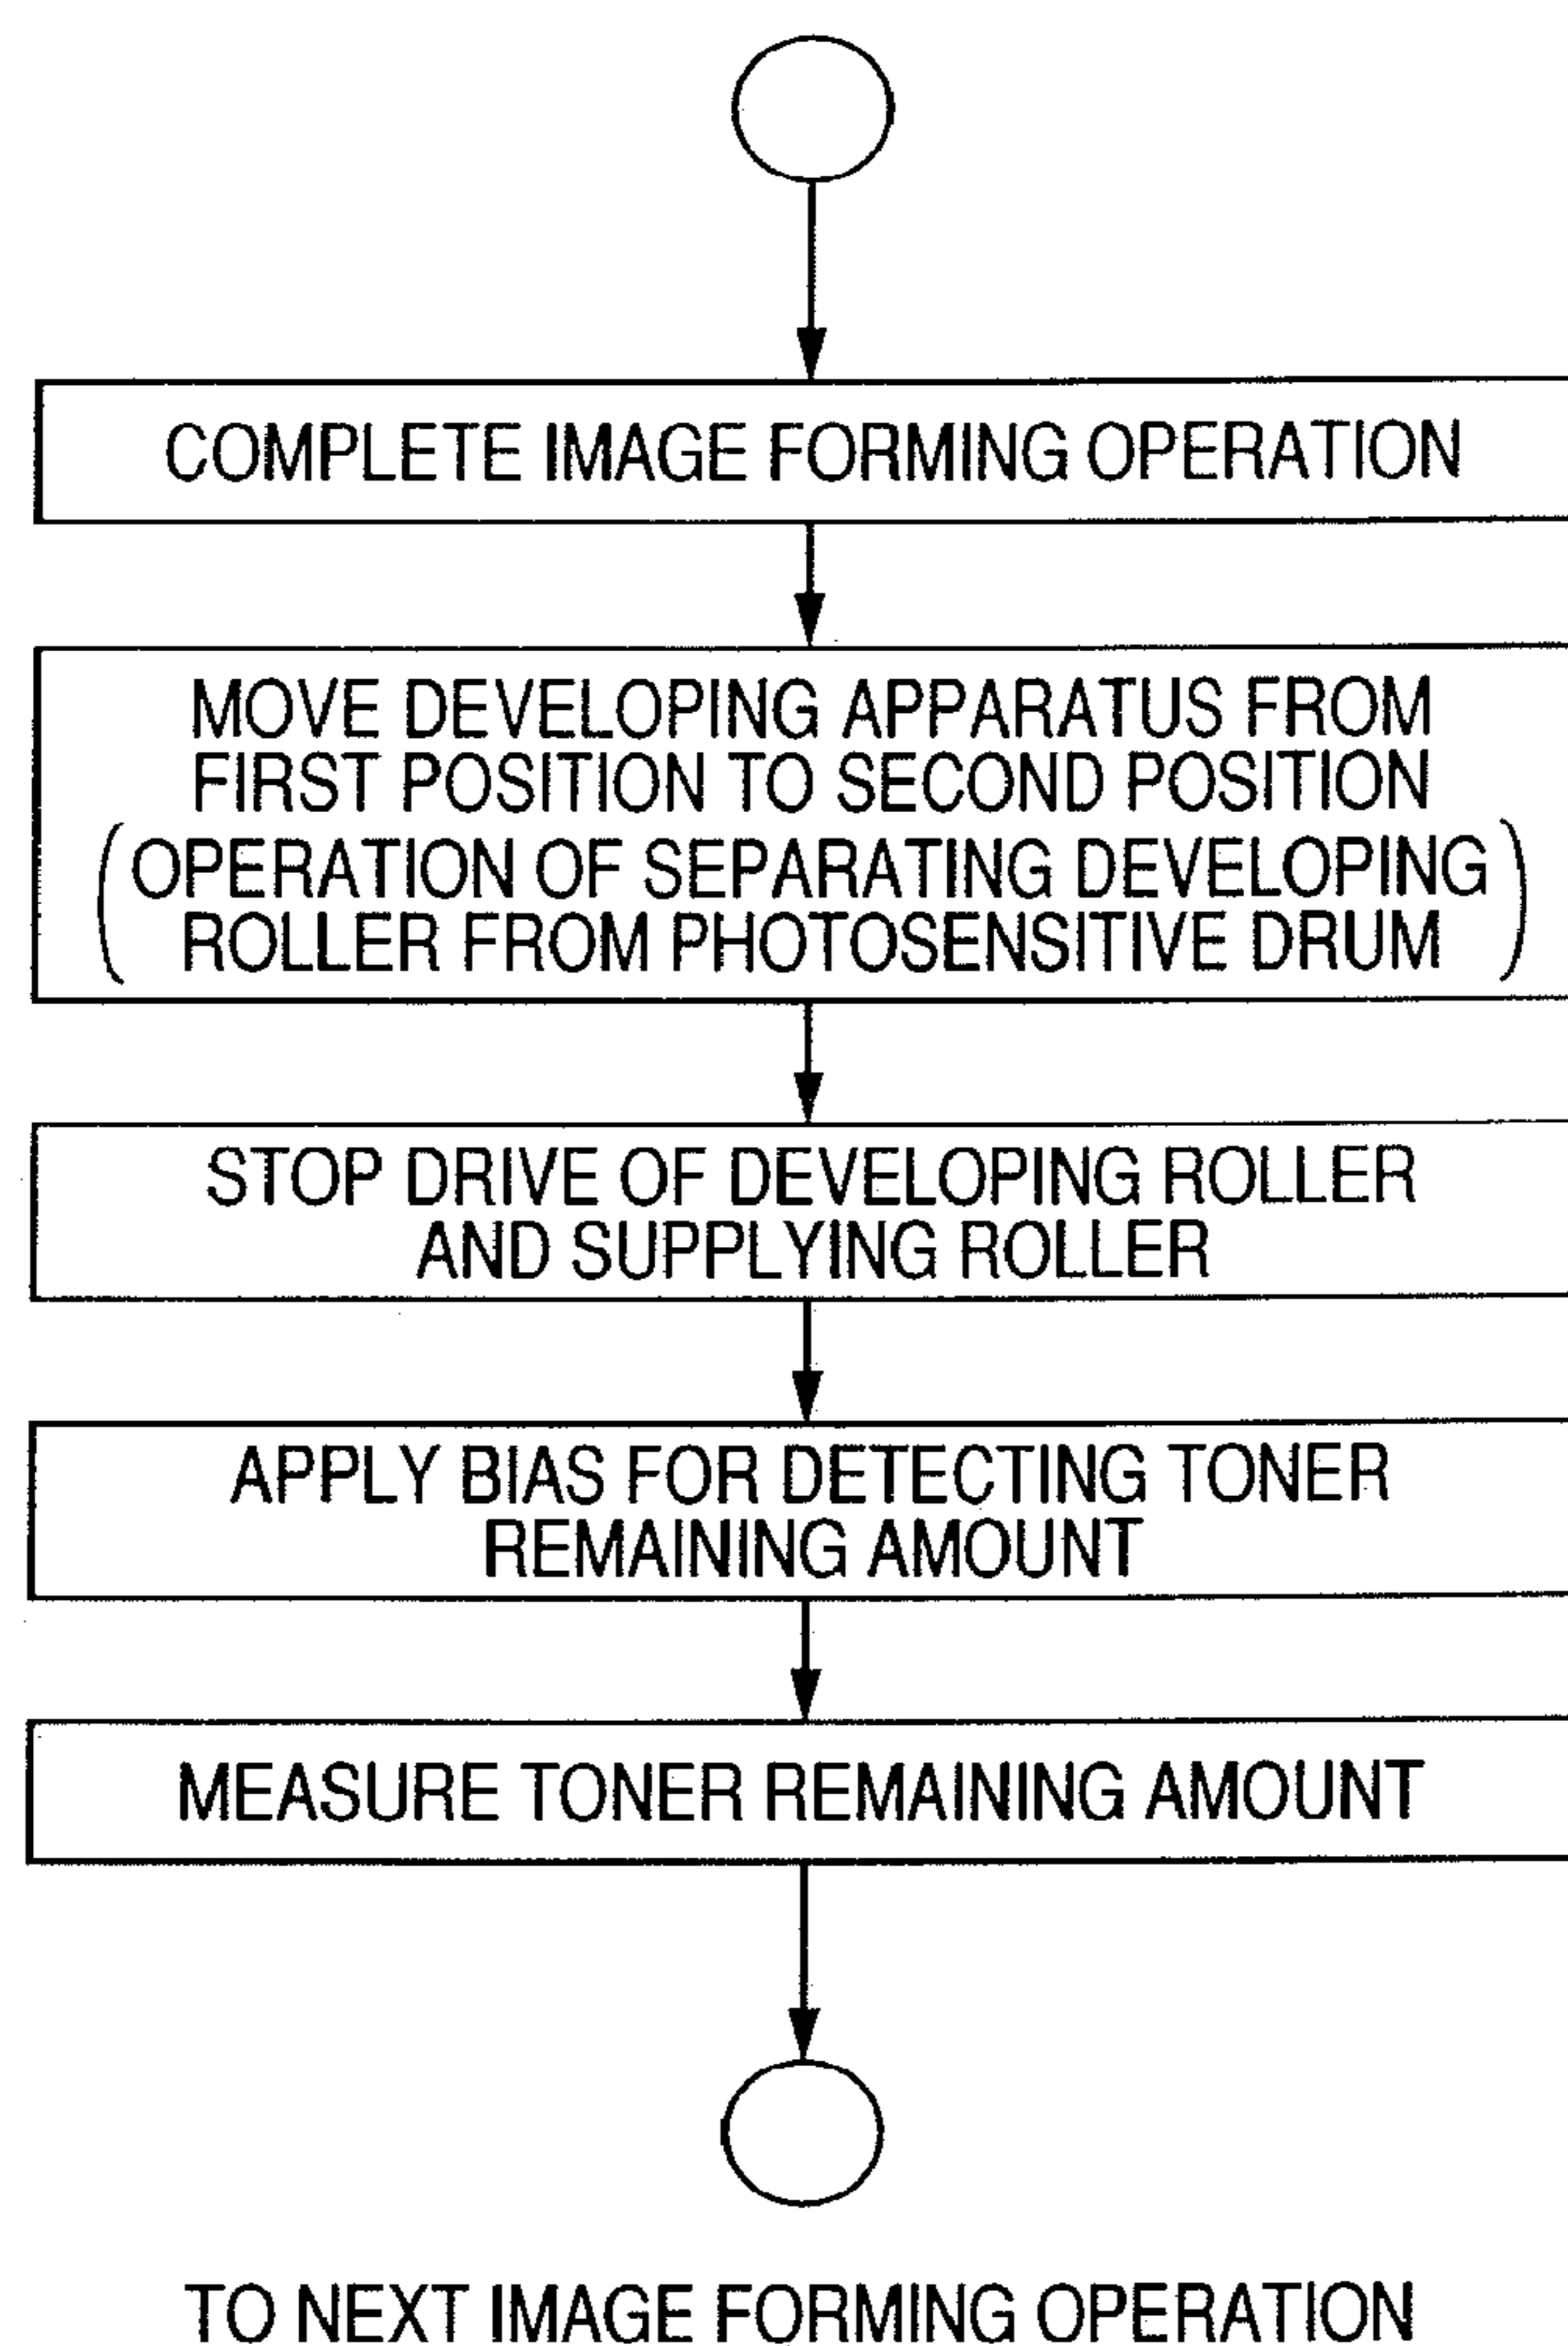 COMPLETE IMAGE FORMING OPERATION
MOVE DEVELOPING APPARATUS FROM
FIRST POSITION TO SECOND POSITION
(OPERATION OF SEPARATING DEVELOPING
ROLLER FROM PHOTOSENSITIVE DRUM)
STOP DRIVE OF DEVELOPING ROLLER
AND SUPPLYING ROLLER
APPLY BIAS FOR DETECTING TONER
REMAINING AMOUNT
MEASURE TONER REMAINING AMOUNT
TO NEXT IMAGE FORMING OPERATION